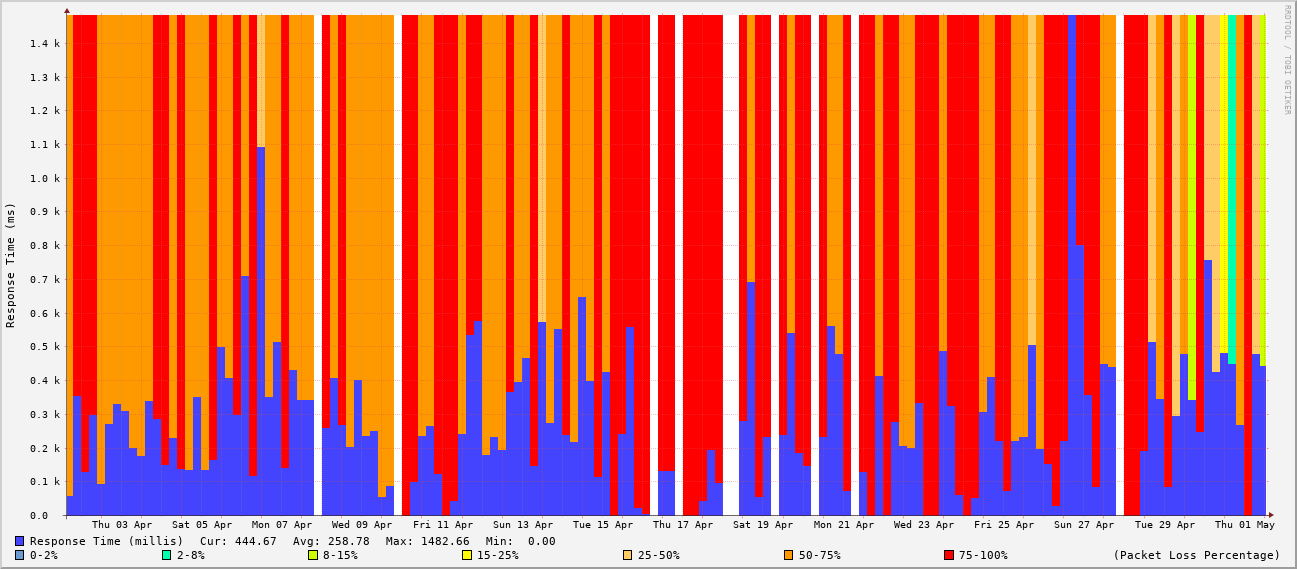 RRDTOOL / TOBI OETIKER
Response Time (ms)
1.4 k
1.3 k
1.2 k
1.1 k
1.0 k
0.9 k
0.8 k
0.7 k
0.6 k
0.5 k
0.4 k
0.3 k
0.2 k
0.1 k
0.0
Thu 03 Apr Sat 05 Apr Mon 07 Apr Wed 09 Apr Fri 11 Apr Sun 13 Apr Tue 15 Apr Thu 17 Apr Sat 19 Apr Mon 21 Apr Wed 23 Apr Fri 25 Apr Sun 27 Apr Tue 29 Apr Thu 01 May
Response Time (millis) Cur: 444.67 Avg: 258.78 Max: 1482.66 Min: 0.00
0-2% 2-8% 8-15% 15-25% 25-50% 50-75% 75-100% (Packet Loss Percentage)